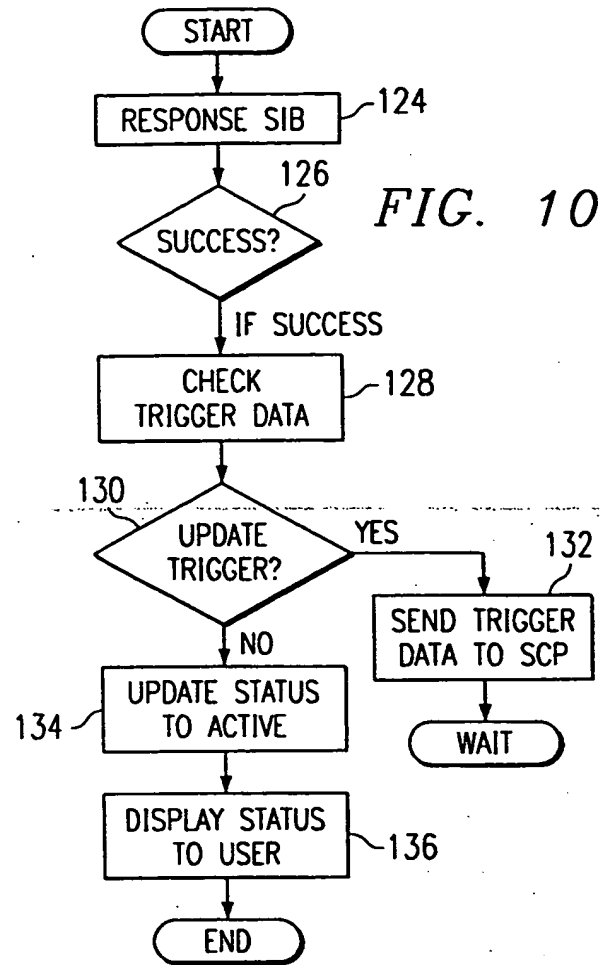 START
RESPONSE SIB
124
126
FIG. 10
SUCCESS?
IF SUCCESS
CHECK
TRIGGER DATA
128
130
UPDATE
TRIGGER?
YES
132
SEND TRIGGER
DATA TO SCP
WAIT
NO
UPDATE STATUS
TO ACTIVE
134
DISPLAY STATUS
TO USER
136
END